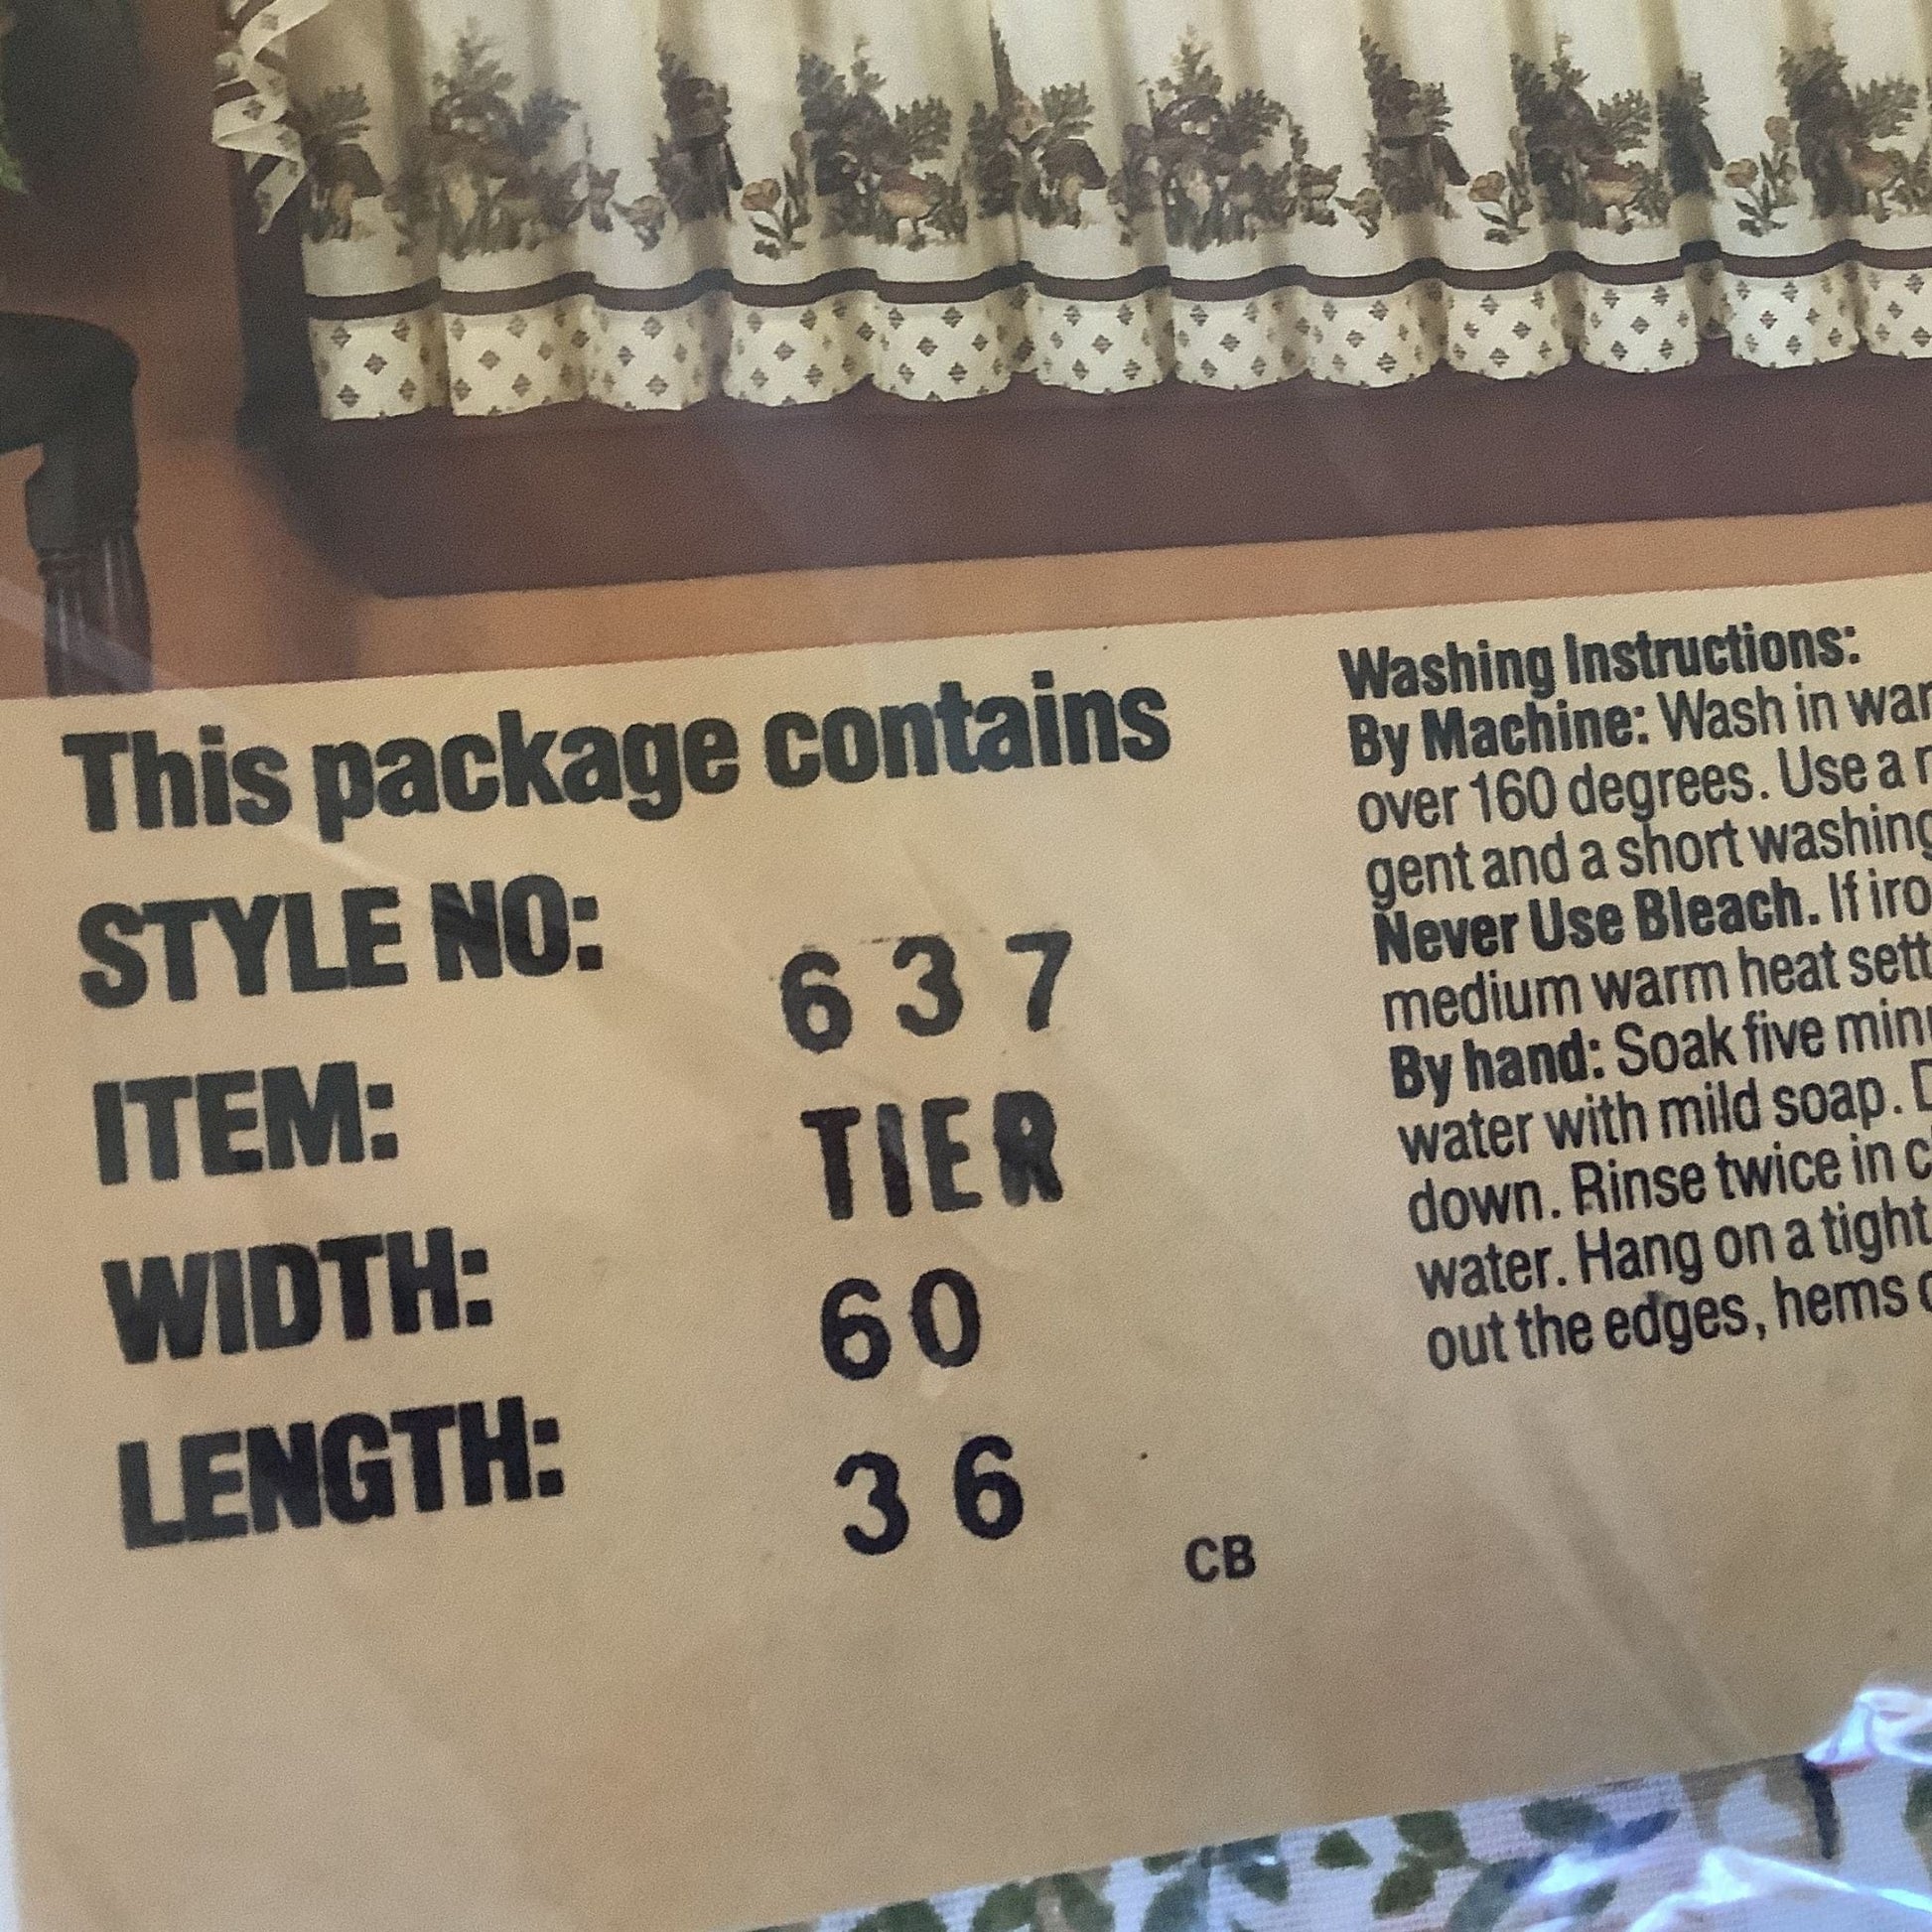 This package contains
STYLE NO: 637
ITEM: TIER
WIDTH: 60
LENGTH: 36
CB
Washing Instructions:
By Machine: Wash in war
over 160 degrees. Use a
gent and a short washing
Never Use Bleach. If iro
medium warm heat sett
By hand: Soak five min
water with mild soap. D
down. Rinse twice in c
water. Hang on a tight
out the edges, hems